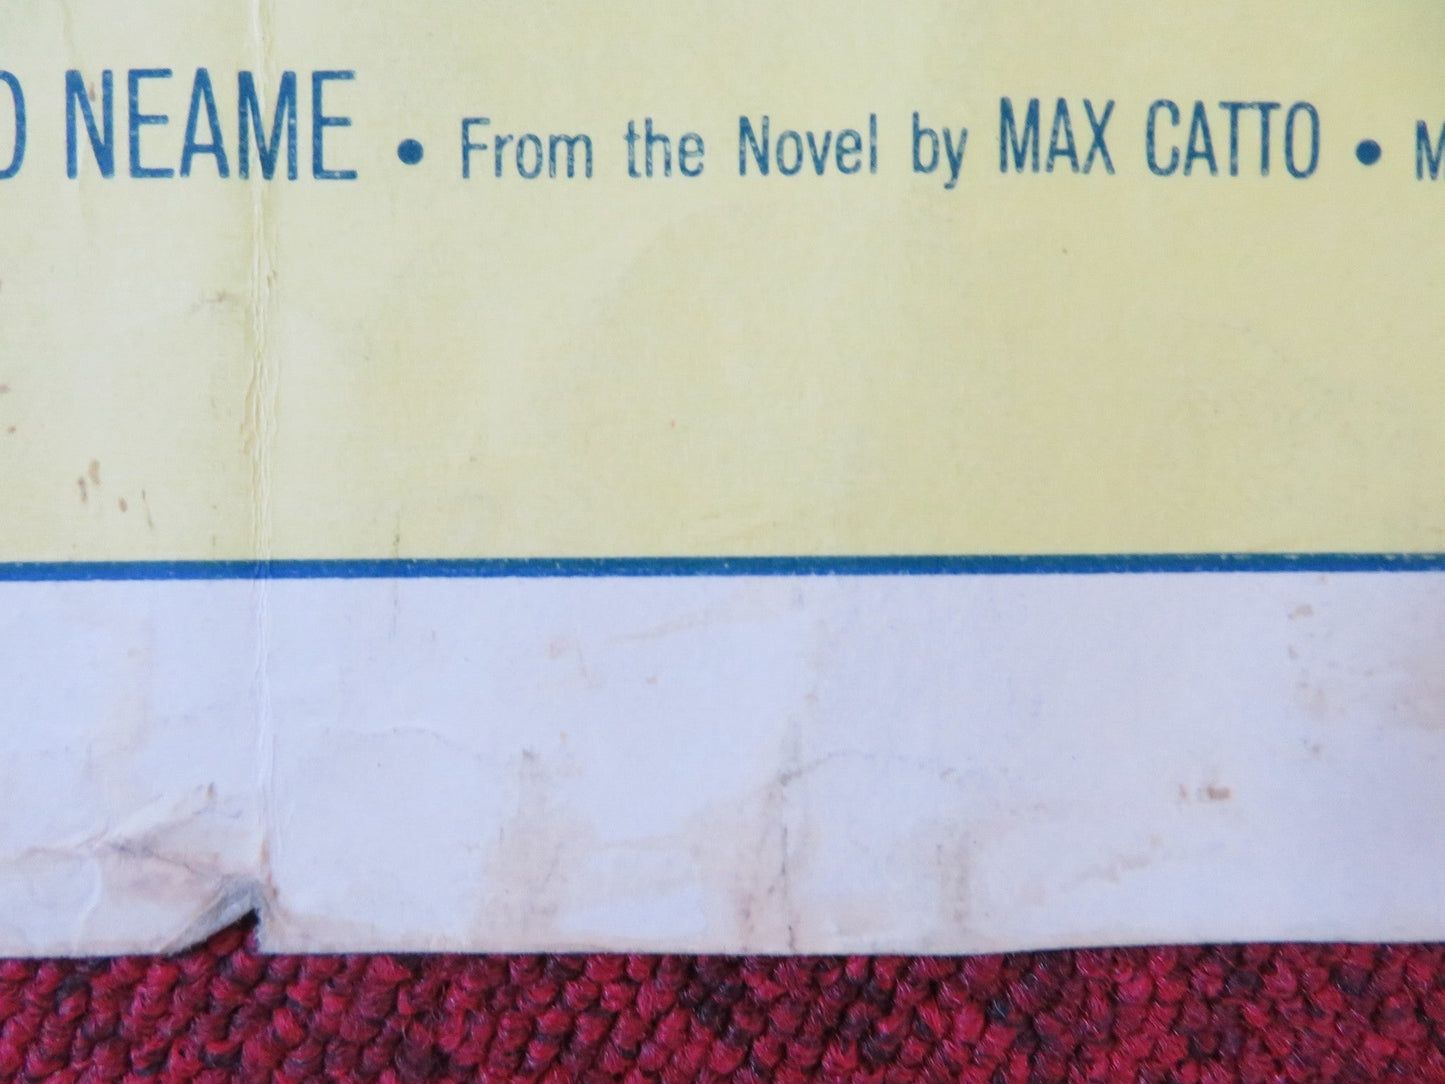 D NEAME • From the Novel by MAX CATTO • M